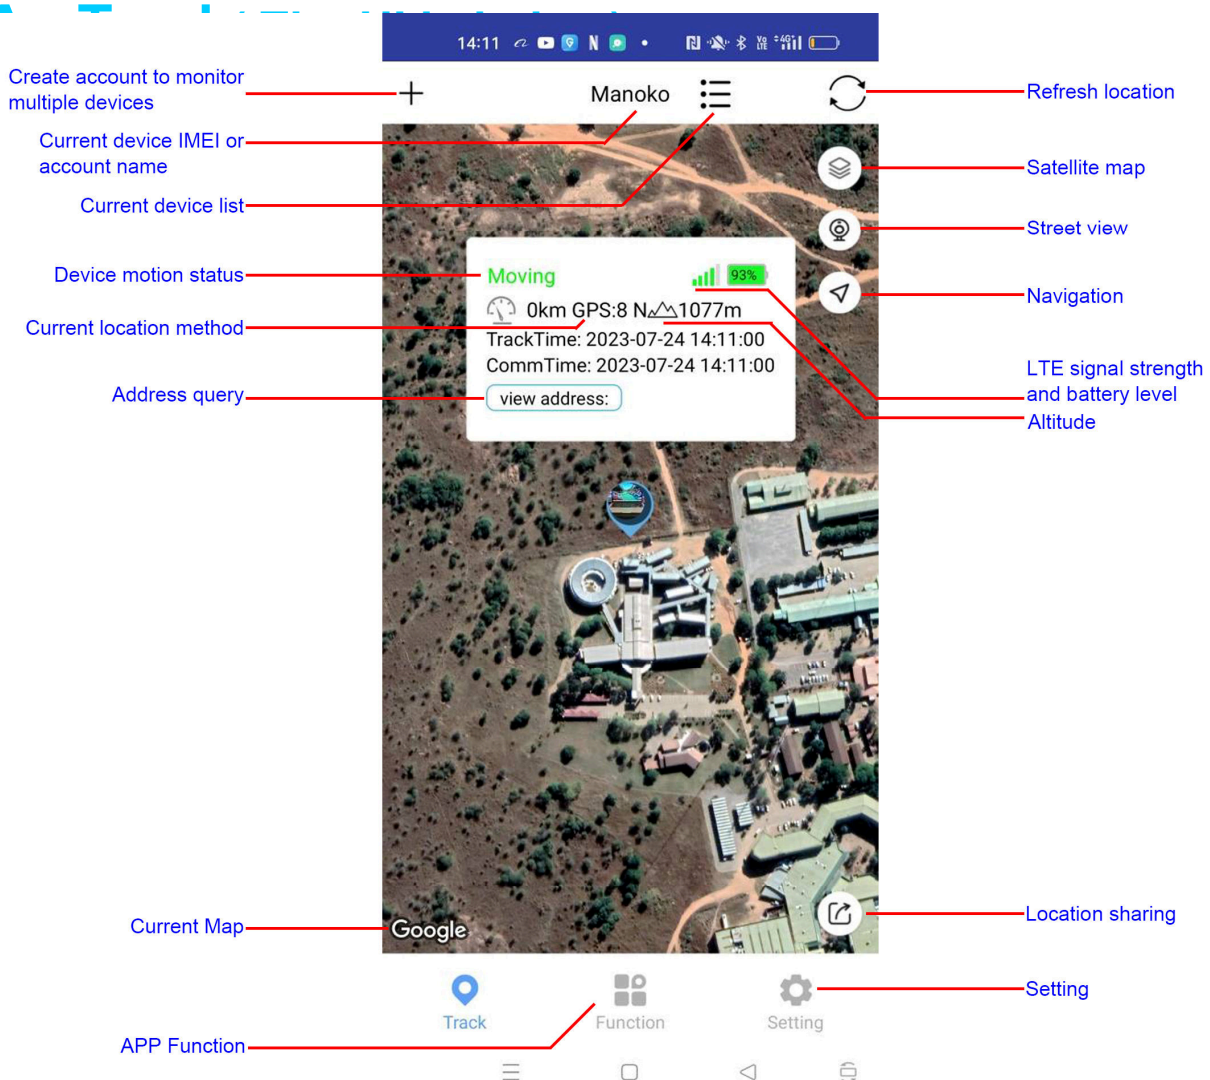 14:11
Create account to monitor
multiple devices
Manoko
Refresh location
Current device IMEI or
account name
Satellite map
Current device list
Street view
Device motion status
Moving
93%
Navigation
Current location method
0km GPS:8 N 1077m
TrackTime: 2023-07-24 14:11:00
CommTime: 2023-07-24 14:11:00
LTE signal strength
and battery level
Address query
view address:
Altitude
Current Map
Google
Location sharing
Setting
Track
Function
Setting
APP Function